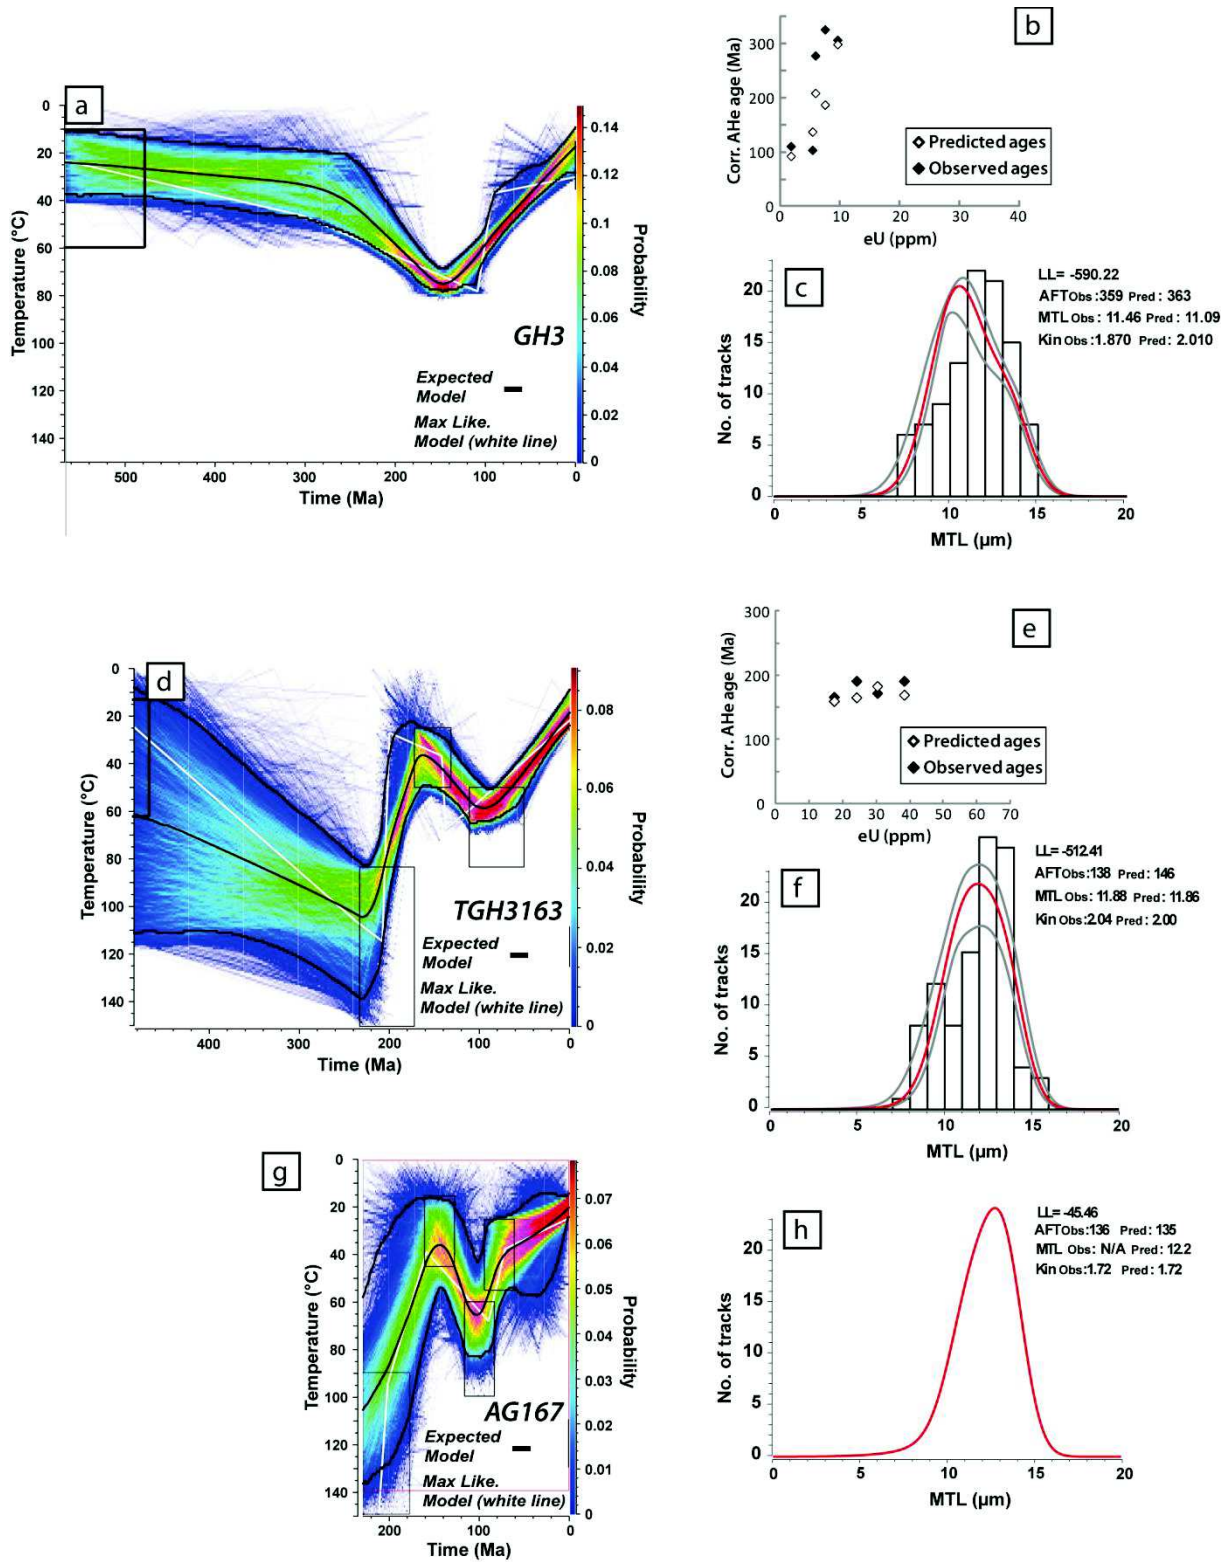 a
0
20
40
60
80
100
120
140
Temperature (°C)
500
400
300
200
100
0
Time (Ma)
GH3
Expected
Model
Max Like.
Model (white line)
0.14
0.12
0.1
0.08
0.06
0.04
0.02
0
Probability
b
300
200
100
0
Corr. AHe age (Ma)
0
10
20
30
40
eU (ppm)
Predicted ages
Observed ages
c
20
15
10
5
0
No. of tracks
0
5
10
15
20
MTL (µm)
LL= -590.22
AFTObs:359 Pred : 363
MTL Obs : 11.46 Pred : 11.09
Kin Obs:1.870 Pred : 2.010
d
0
20
40
60
80
100
120
140
Temperature (°C)
400
300
200
100
0
Time (Ma)
TGH3163
Expected
Model
Max Like.
Model (white line)
0.08
0.06
0.04
0.02
0
Probability
e
300
200
100
0
Corr. AHe age (Ma)
0
10
20
30
40
50
60
70
eU (ppm)
Predicted ages
Observed ages
f
20
15
10
5
0
No. of tracks
0
5
10
15
20
MTL (µm)
LL= -512.41
AFTObs:138 Pred : 146
MTL Obs : 11.88 Pred : 11.86
Kin Obs:2.04 Pred : 2.00
g
0
20
40
60
80
100
120
140
Temperature (°C)
200
100
0
Time (Ma)
AG167
Expected
Model
Max Like.
Model (white line)
0.07
0.06
0.05
0.04
0.03
0.02
0.01
0
Probability
h
20
15
10
5
0
No. of tracks
0
5
10
15
20
MTL (µm)
LL= -45.46
AFTObs:136 Pred : 135
MTL Obs: N/A Pred : 12.2
Kin Obs:1.72 Pred : 1.72